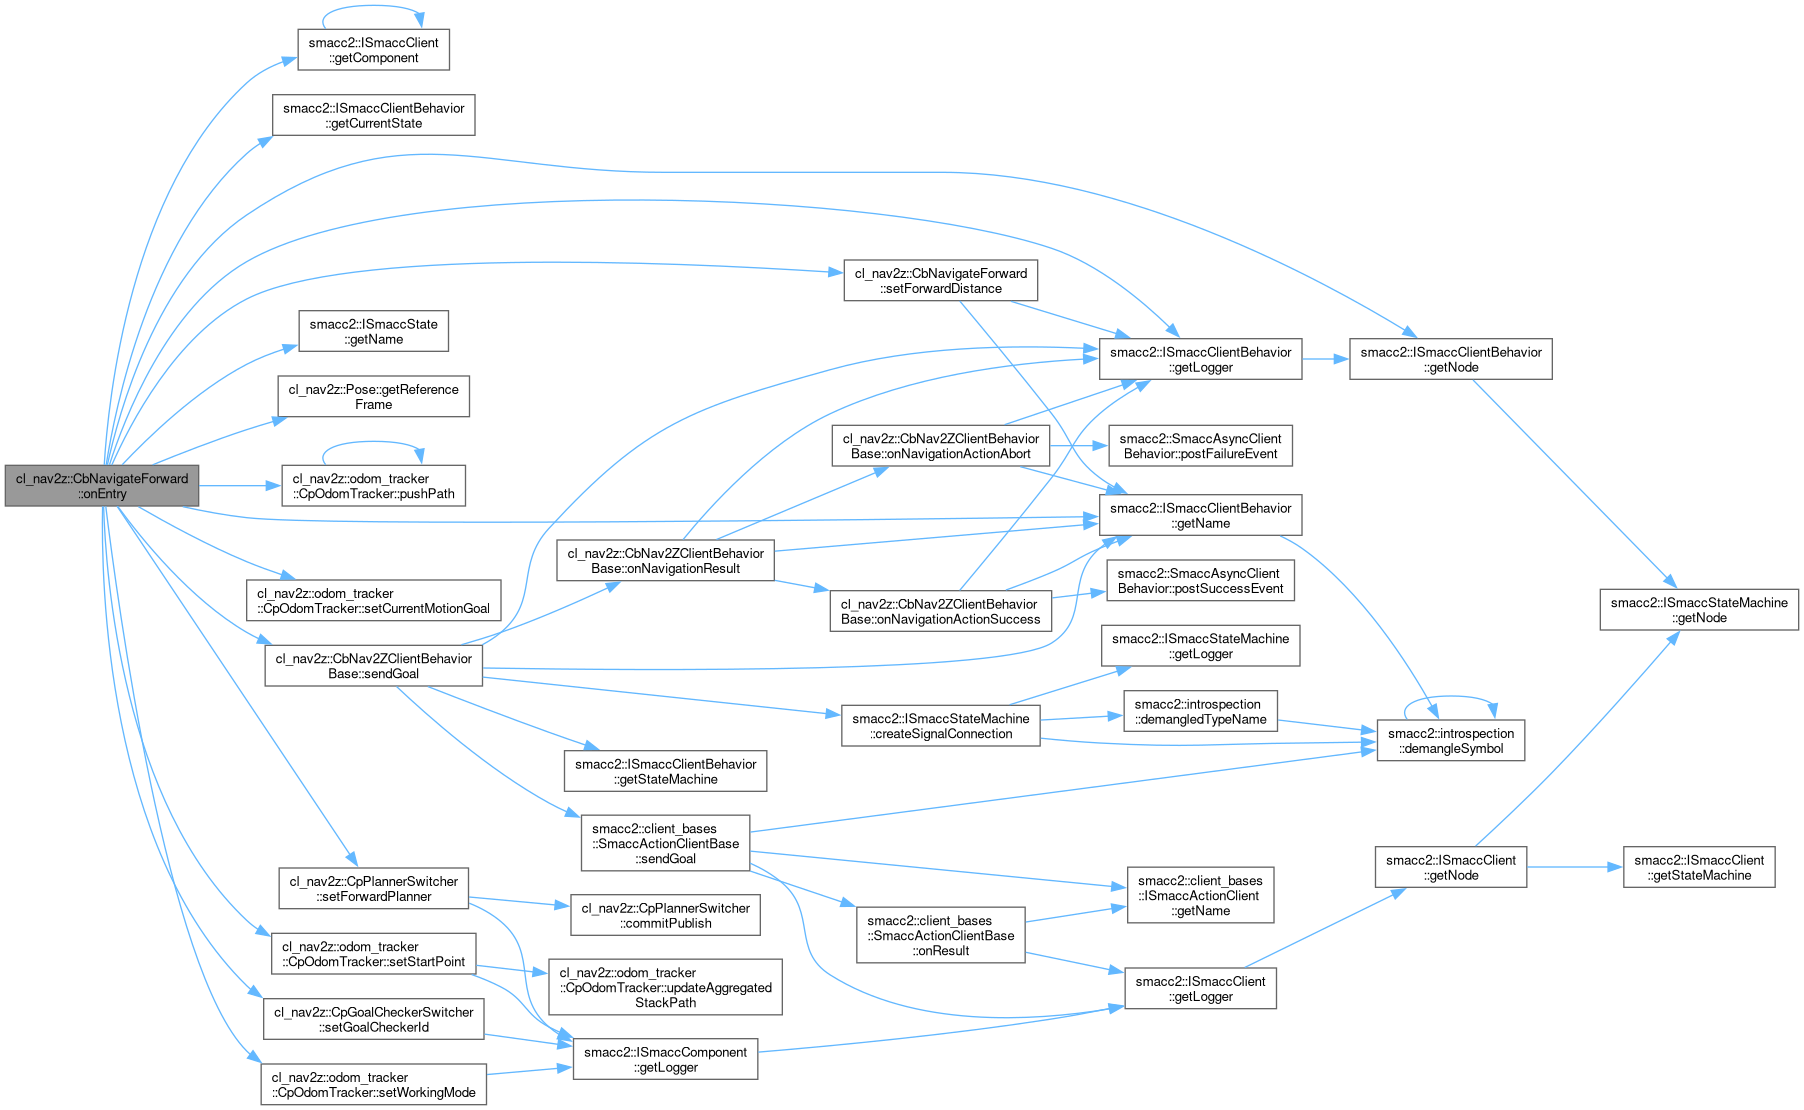 smacc2::ISmaccClient
::getComponent
smacc2::ISmaccClientBehavior
::getCurrentState
cl_nav2z::CbNavigateForward
::setForwardDistance
smacc2::ISmaccState
::getName
smacc2::ISmaccClientBehavior
::getLogger
smacc2::ISmaccClientBehavior
::getNode
cl_nav2z::Pose::getReference
Frame
cl_nav2z::CbNav2ZClientBehavior
Base::onNavigationActionAbort
smacc2::SmaccAsyncClient
Behavior::postFailureEvent
cl_nav2z::CbNavigateForward
::onEntry
cl_nav2z::odom_tracker
::CpOdomTracker::pushPath
smacc2::ISmaccClientBehavior
::getName
cl_nav2z::CbNav2ZClientBehavior
Base::onNavigationResult
smacc2::SmaccAsyncClient
Behavior::postSuccessEvent
cl_nav2z::odom_tracker
::CpOdomTracker::setCurrentMotionGoal
cl_nav2z::CbNav2ZClientBehavior
Base::onNavigationActionSuccess
smacc2::ISmaccStateMachine
::getNode
smacc2::ISmaccStateMachine
::getLogger
cl_nav2z::CbNav2ZClientBehavior
Base::sendGoal
smacc2::introspection
::demangledTypeName
smacc2::ISmaccStateMachine
::createSignalConnection
smacc2::introspection
::demangleSymbol
smacc2::ISmaccClientBehavior
::getStateMachine
smacc2::client_bases
::SmaccActionClientBase
::sendGoal
smacc2::ISmaccClient
::getNode
smacc2::ISmaccClient
::getStateMachine
cl_nav2z::CpPlannerSwitcher
::setForwardPlanner
smacc2::client_bases
::ISmaccActionClient
::getName
cl_nav2z::CpPlannerSwitcher
::commitPublish
smacc2::client_bases
::SmaccActionClientBase
::onResult
cl_nav2z::odom_tracker
::CpOdomTracker::setStartPoint
cl_nav2z::odom_tracker
::CpOdomTracker::updateAggregated
StackPath
smacc2::ISmaccClient
::getLogger
cl_nav2z::CpGoalCheckerSwitcher
::setGoalCheckerId
smacc2::ISmaccComponent
::getLogger
cl_nav2z::odom_tracker
::CpOdomTracker::setWorkingMode